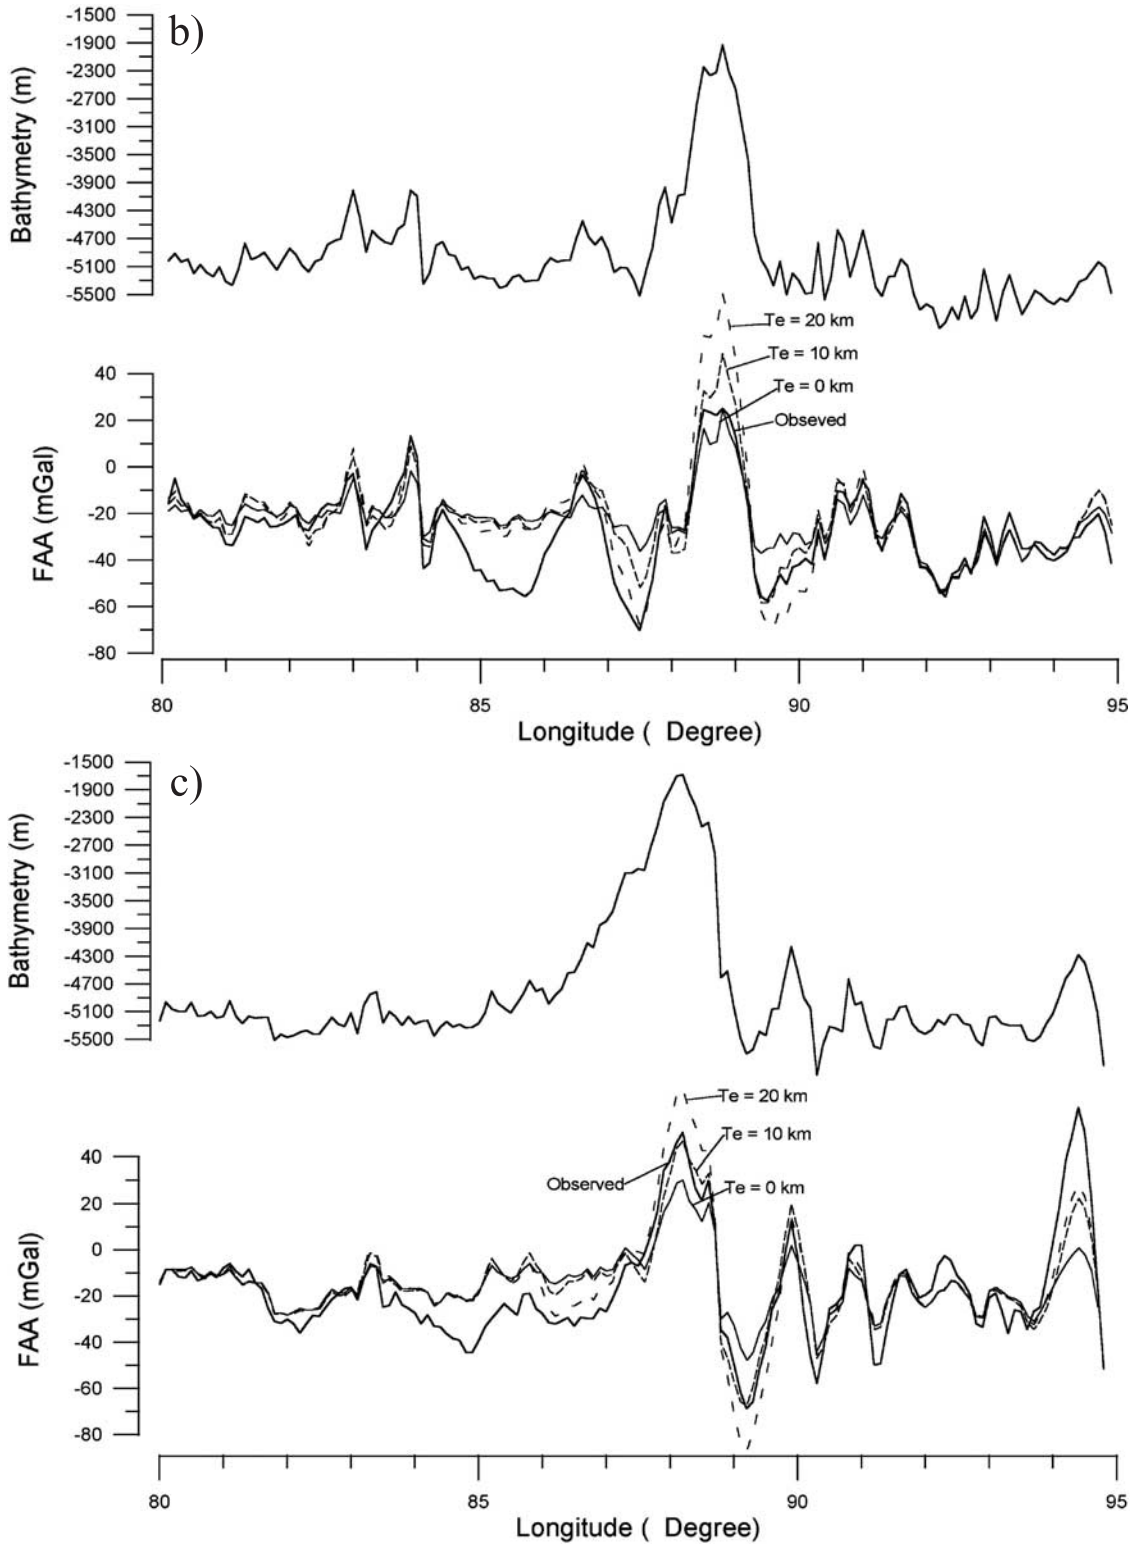 b)
Bathymetry (m)
-1500
-1900
-2300
-2700
-3100
-3500
-3900
-4300
-4700
-5100
-5500
Te = 20 km
Te = 10 km
Te = 0 km
Obseved
FAA (mGal)
40
20
0
-20
-40
-60
-80
80 85 90 95
Longitude ( Degree)
c)
Bathymetry (m)
-1500
-1900
-2300
-2700
-3100
-3500
-3900
-4300
-4700
-5100
-5500
Te = 20 km
Te = 10 km
Observed
Te = 0 km
FAA (mGal)
40
20
0
-20
-40
-60
-80
80 85 90 95
Longitude ( Degree)